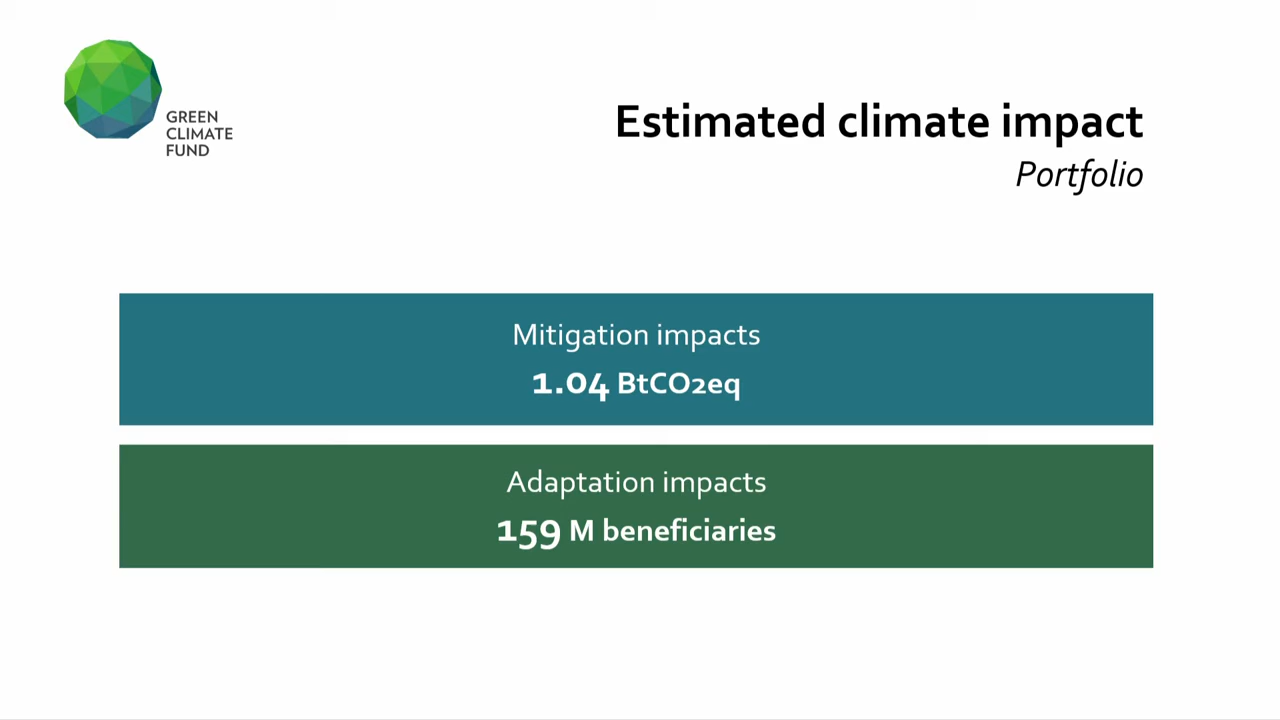 GREEN
CLIMATE
FUND
Estimated climate impact
Portfolio
Mitigation impacts
1.04 BtCO2eq
Adaptation impacts
159 M beneficiaries